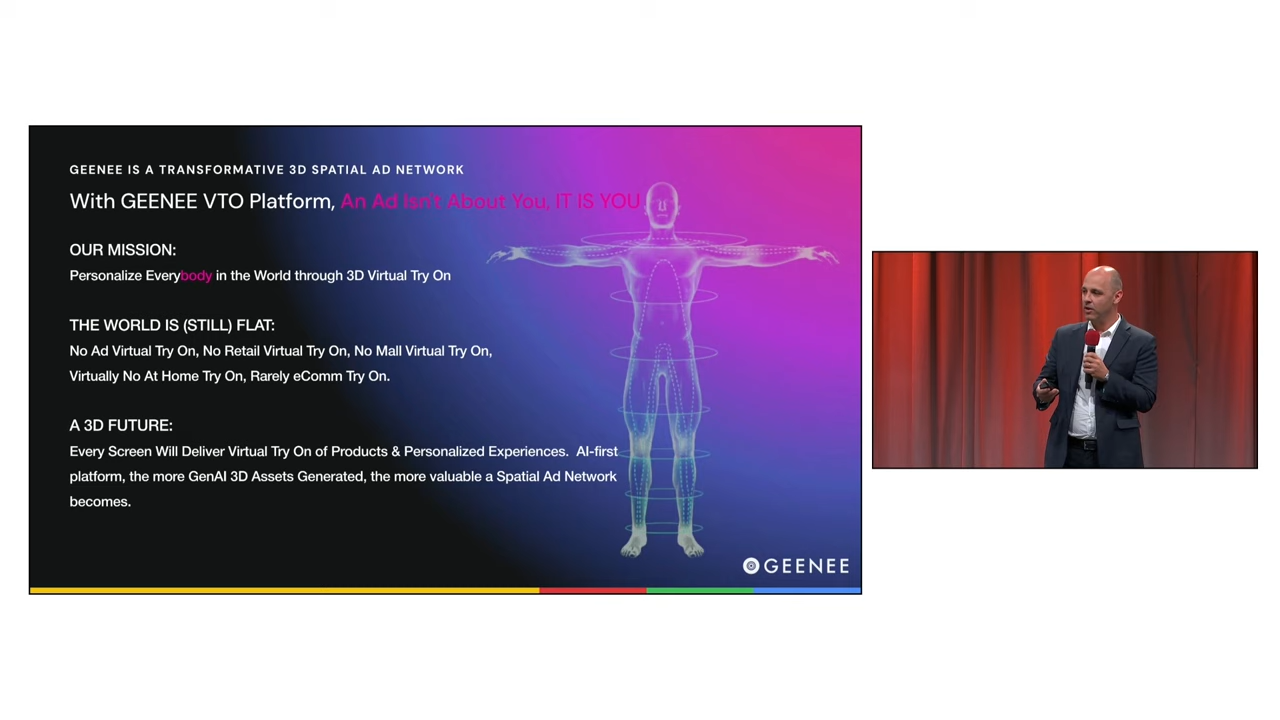 GEENEE IS A TRANSFORMATIVE 3D SPATIAL AD NETWORK
With GEENEE VTO Platform, An Ad Isn't About You, IT IS YOU
OUR MISSION:
Personalize Everybody in the World through 3D Virtual Try On
THE WORLD IS (STILL) FLAT:
No Ad Virtual Try On, No Retail Virtual Try On, No Mall Virtual Try On,
Virtually No At Home Try On, Rarely eComm Try On.
A 3D FUTURE:
Every Screen Will Deliver Virtual Try On of Products & Personalized Experiences. AI-first
platform, the more GenAI 3D Assets Generated, the more valuable a Spatial Ad Network
becomes.
GEENEE